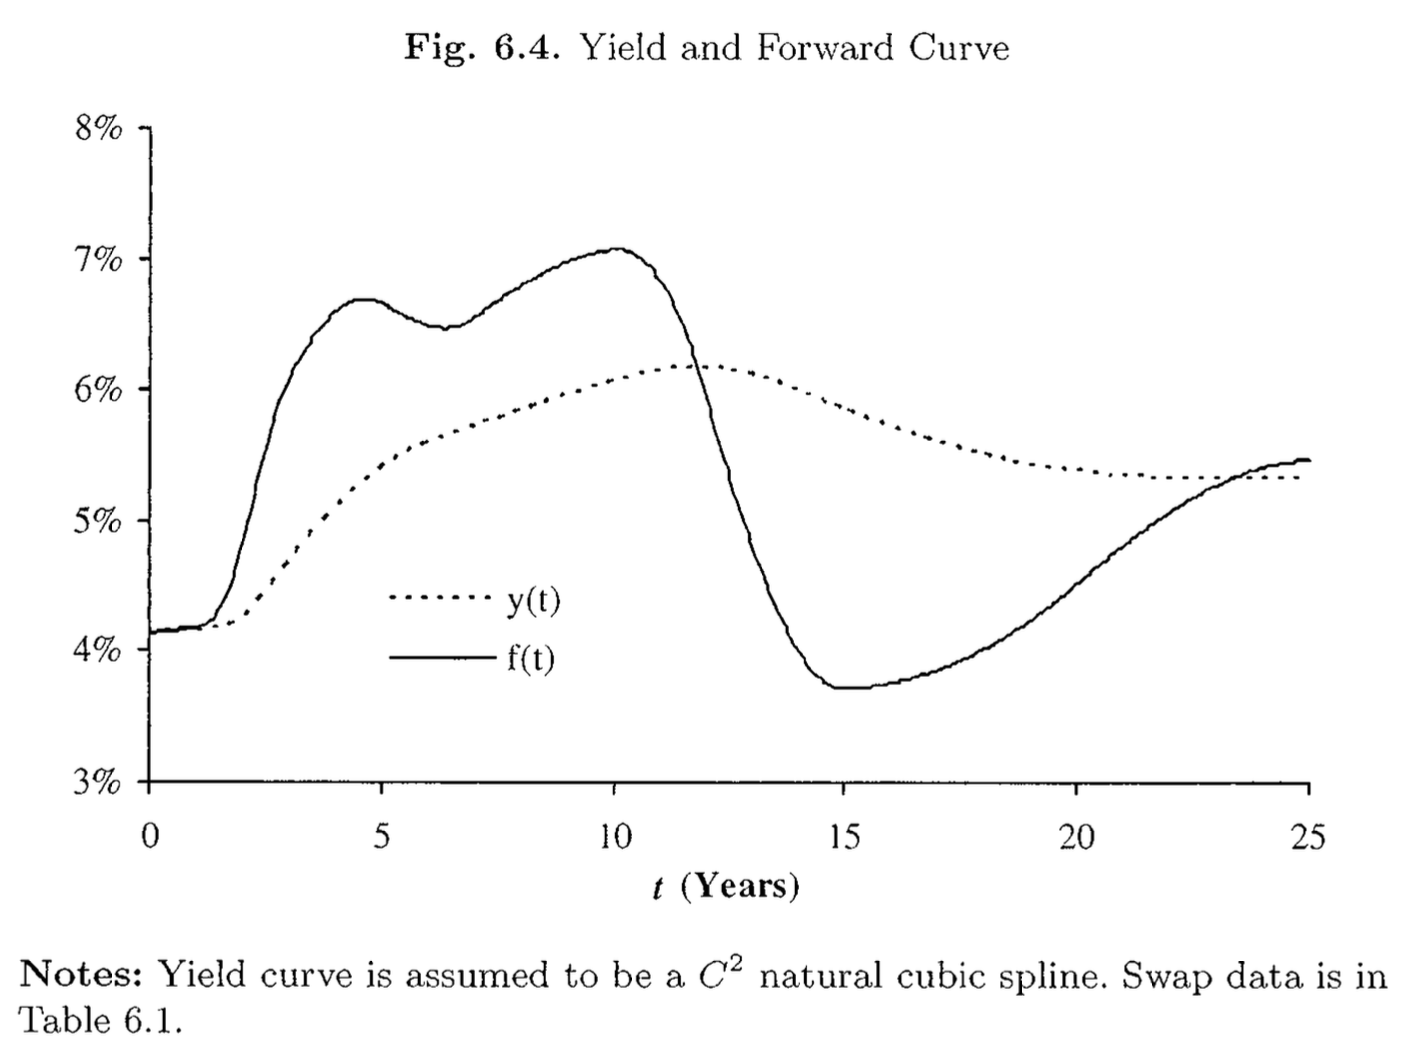 Fig. 6.4. Yield and Forward Curve
8%
7%
6%
5%
4%
3%
y(t)
f(t)
0 5 10 15 20 25
t (Years)
Notes: Yield curve is assumed to be a C² natural cubic spline. Swap data is in
Table 6.1.